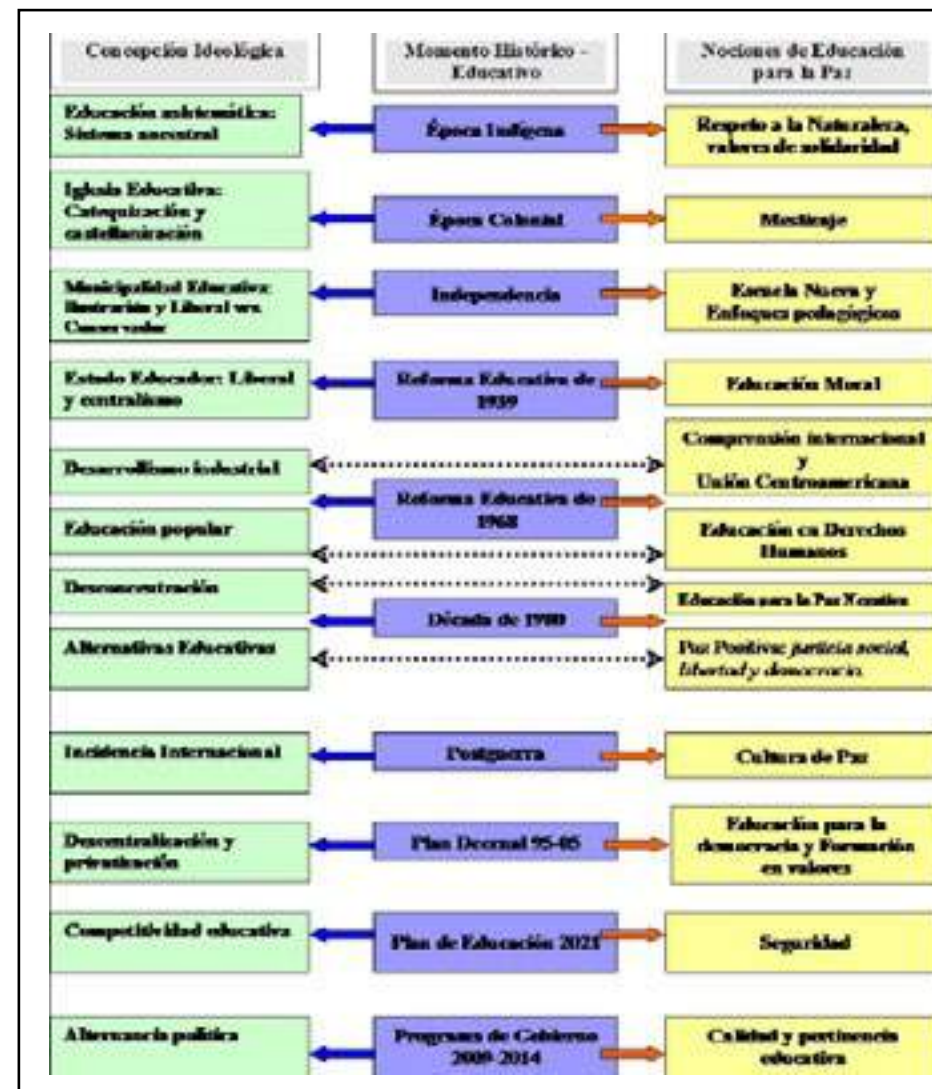 Concepción Ideológica
Momento Histórico -
Educativo
Nociones de Educación
para la Paz
Educación asistemática:
Sistema ancestral
Época Indígena
Respeto a la Naturaleza,
valores de solidaridad
Iglesia Educativa:
Catequización y
castellanización
Época Colonial
Mestizaje
Municipalidad Educativa:
Ilustración y Liberal vrs
Conservador
Independencia
Escuela Nueva y
Enfoques pedagógicos
Estado Educador: Liberal
y centralismo
Reforma Educativa de
1939
Educación Moral
Desarrollismo industrial
Comprensión internacional
y
Unión Centroamericana
Reforma Educativa de
1968
Educación popular
Educación en Derechos
Humanos
Desconcentración
Educación para la Paz Negativa
Década de 1980
Alternativas Educativas
Paz Positiva: justicia social,
libertad y democracia.
Incidencia Internacional
Postguerra
Cultura de Paz
Descentralización y
privatización
Plan Decenal 95-05
Educación para la
democracia y Formación
en valores
Competitividad educativa
Plan de Educación 2021
Seguridad
Alternancia política
Programa de Gobierno
2009-2014
Calidad y pertinencia
educativa